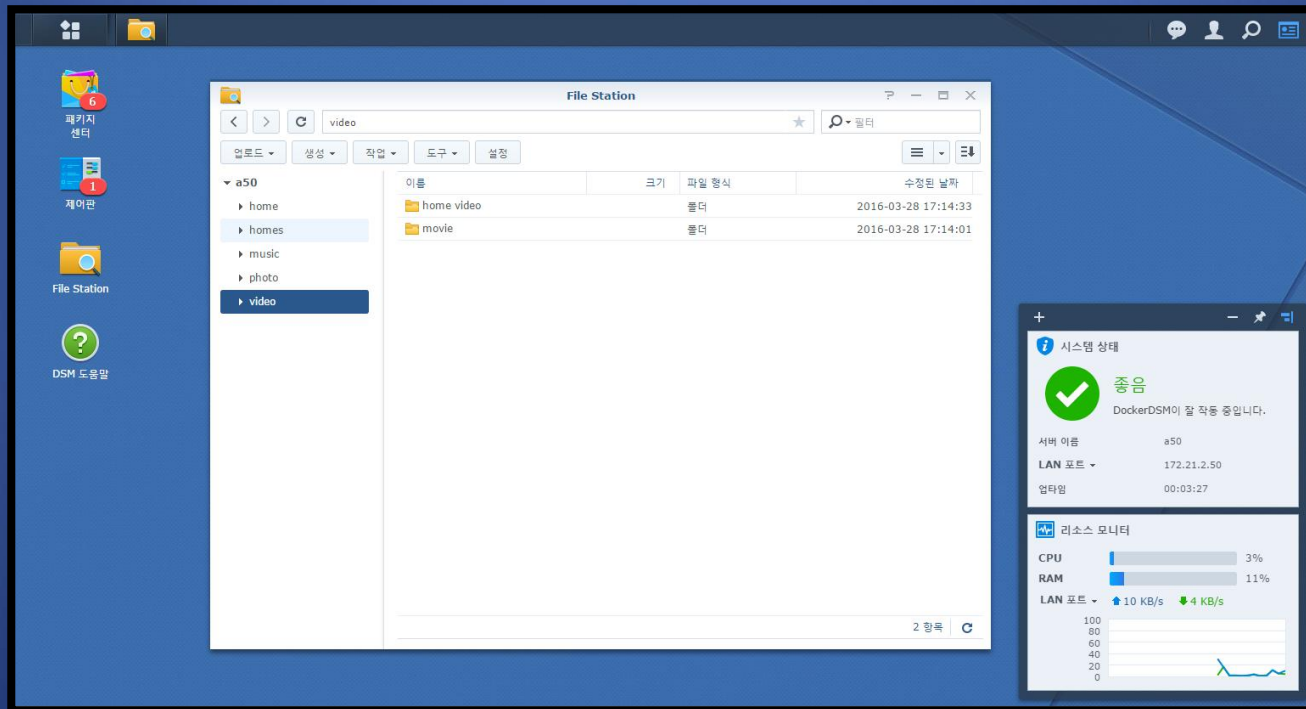 6
패키지
센터
1
제어판
File Station
DSM 도움말
File Station
video
필터
업로드
생성
작업
도구
설정
a50
home
homes
music
photo
video
이름 크기 파일 형식 수정된 날짜
home video 폴더 2016-03-28 17:14:33
movie 폴더 2016-03-28 17:14:01
2 항목
시스템 상태
좋음
DockerDSM이 잘 작동 중입니다.
서버 이름 a50
LAN 포트 172.21.2.50
업타임 00:03:27
리소스 모니터
CPU 3%
RAM 11%
LAN 포트 10 KB/s 4 KB/s
100
80
60
40
20
0